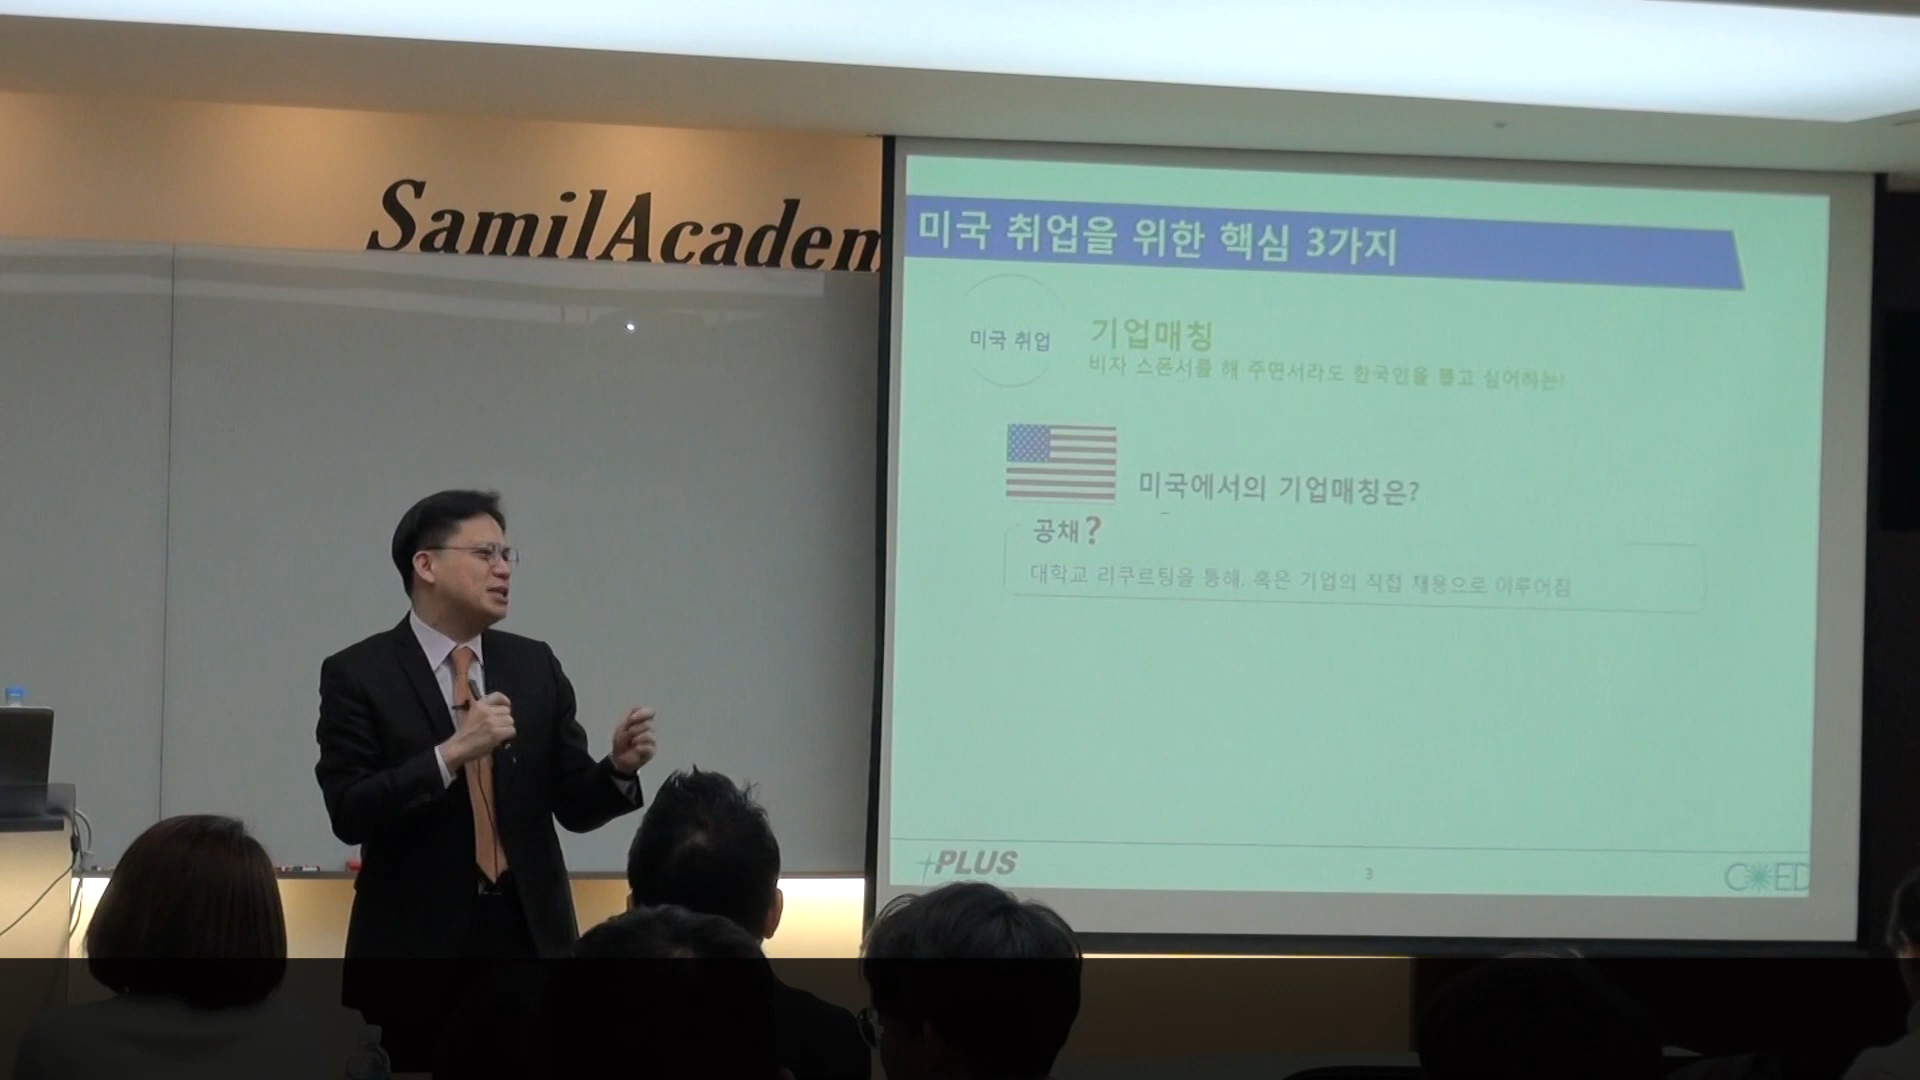 SamilAcadem
미국 취업을 위한 핵심 3가지
미국 취업
기업매칭
비자 스폰서를 해 주면서라도 한국인을 뽑고 싶어하는!
미국에서의 기업매칭은?
공채?
대학교 리쿠르팅을 통해, 혹은 기업의 직접 채용으로 이루어짐
PLUS
3